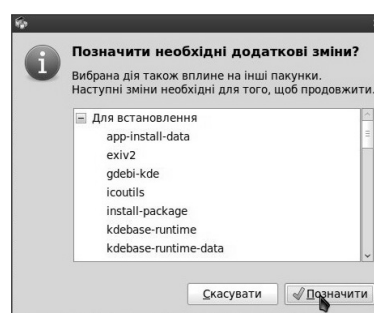 Позначити необхідні додаткові зміни?
Вибрана дія також вплине на інші пакунки.
Наступні зміни необхідні для того, щоб продовжити.
Для встановлення
app-install-data
exiv2
gdebi-kde
icoutils
install-package
kdebase-runtime
kdebase-runtime-data
Скасувати
Позначити